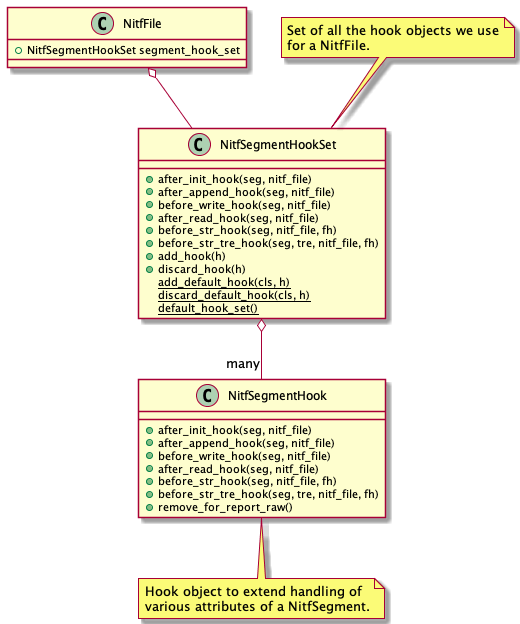 C NitfFile
NitfSegmentHookSet segment_hook_set
Set of all the hook objects we use
for a NitfFile.
C NitfSegmentHookSet
after_init_hook(seg, nitf_file)
after_append_hook(seg, nitf_file)
before_write_hook(seg, nitf_file)
after_read_hook(seg, nitf_file)
before_str_hook(seg, nitf_file, fh)
before_str_tre_hook(seg, tre, nitf_file, fh)
add_hook(h)
discard_hook(h)
add_default_hook(cls, h)
discard_default_hook(cls, h)
default_hook_set()
many
C NitfSegmentHook
after_init_hook(seg, nitf_file)
after_append_hook(seg, nitf_file)
before_write_hook(seg, nitf_file)
after_read_hook(seg, nitf_file)
before_str_hook(seg, nitf_file, fh)
before_str_tre_hook(seg, tre, nitf_file, fh)
remove_for_report_raw()
Hook object to extend handling of
various attributes of a NitfSegment.